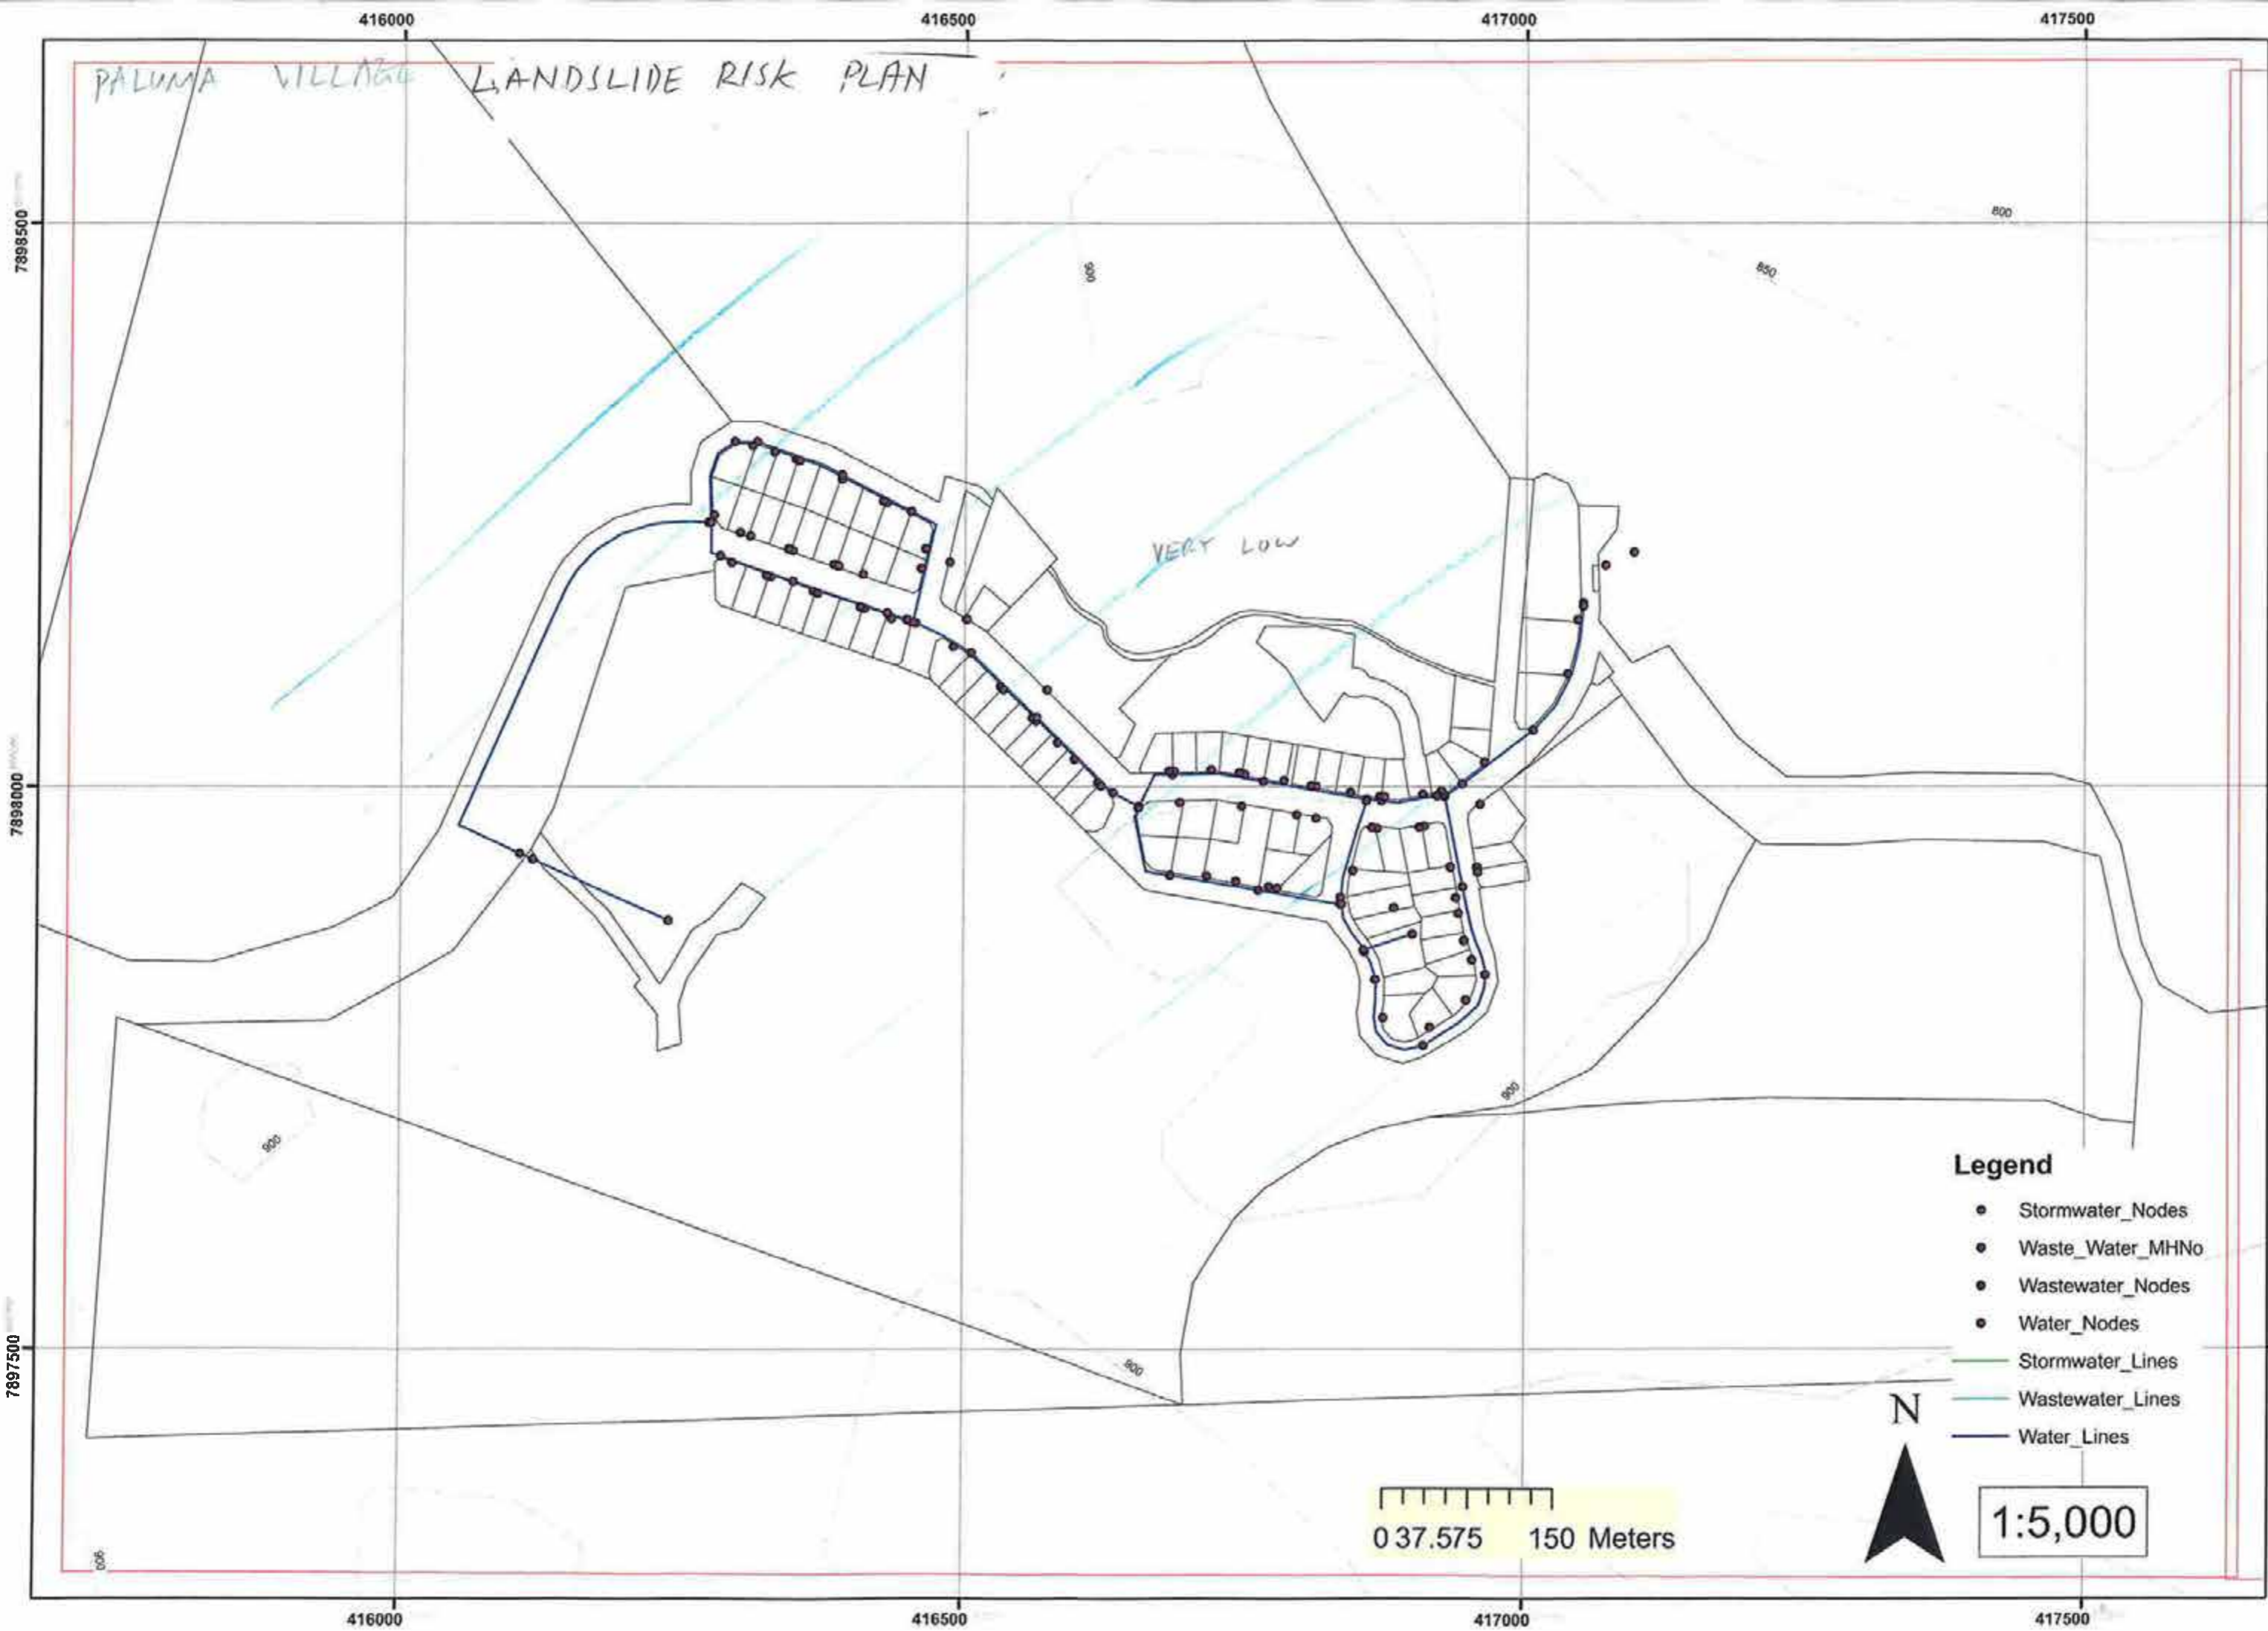 416000 416500 417000 417500
PALUMA VILLAGE LANDSLIDE RISK PLAN
7898500
800
850
900
VERY LOW
7898000
900
900
7897500
900
900
Legend
Stormwater_Nodes
Waste_Water_MHNo
Wastewater_Nodes
Water_Nodes
Stormwater_Lines
Wastewater_Lines
Water_Lines
N
0 37.575 150 Meters
1:5,000
416000 416500 417000 417500